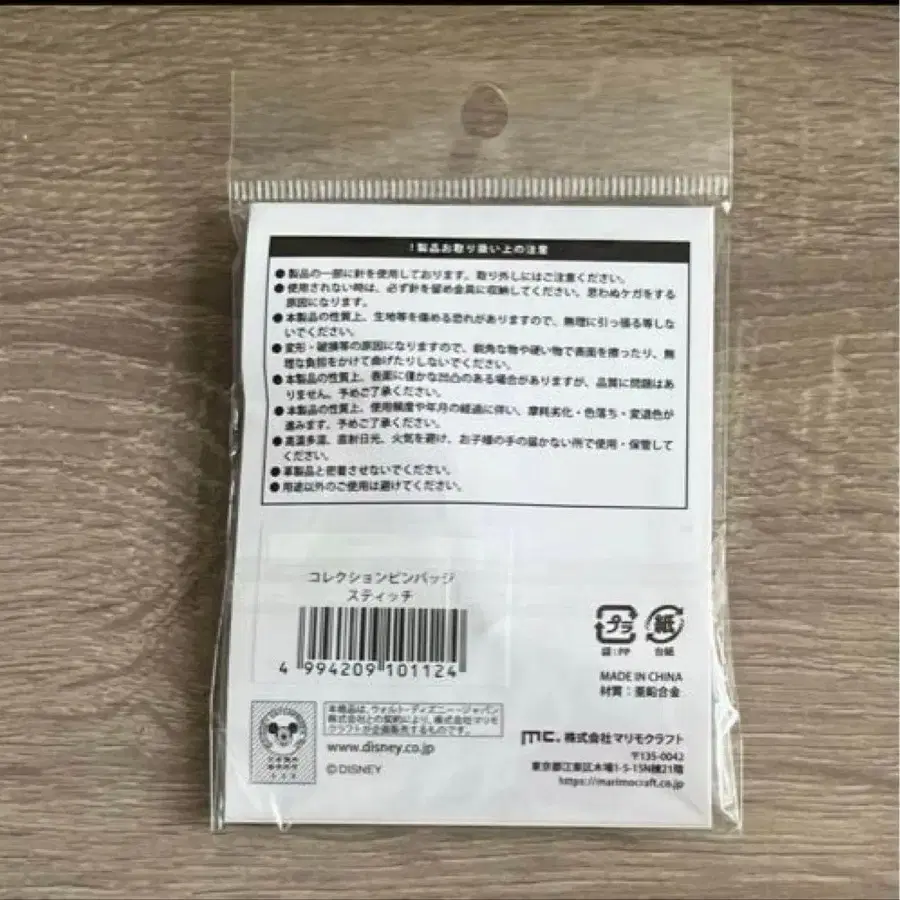 ！製品お取り扱い上の注意
●製品の一部に針を使用しております。取り外しにはご注意ください。
●使用されない時は、必ず針を留め金具に収納してください。思わぬケガをする
原因になります。
●本製品の性質上、生地等を傷める恐れがありますので、無理に引っ張る等しな
いでください。
●変形・破損等の原因になりますので、鋭角な物や硬い物で表面を擦ったり、無
理な負担をかけて曲げたりしないでください。
●本製品の性質上、表面に僅かな凹凸のある場合がありますが、品質に問題はあ
りません。予めご了承ください。
●本製品の性質上、使用頻度や年月の経過に伴い、摩耗劣化・色落ち・変退色が
進みます。予めご了承ください。
●高温多湿、直射日光、火気を避け、お子様の手の届かない所で使用・保管して
ください。
●革製品と密着させないでください。
●用途以外のご使用は避けてください。
コレクションピンバッジ
スティッチ
4 994209 101124
プラ
袋：PP
紙
台紙
MADE IN CHINA
材質：亜鉛合金
本商品は、ウォルト・ディズニー・ジャパン
株式会社との契約により、株式会社マリモ
クラフトが企画販売するものです。
www.disney.co.jp
©DISNEY
mc. 株式会社マリモクラフト
〒135-0042
東京都江東区木場1-5-15N棟21階
https://marimocraft.co.jp